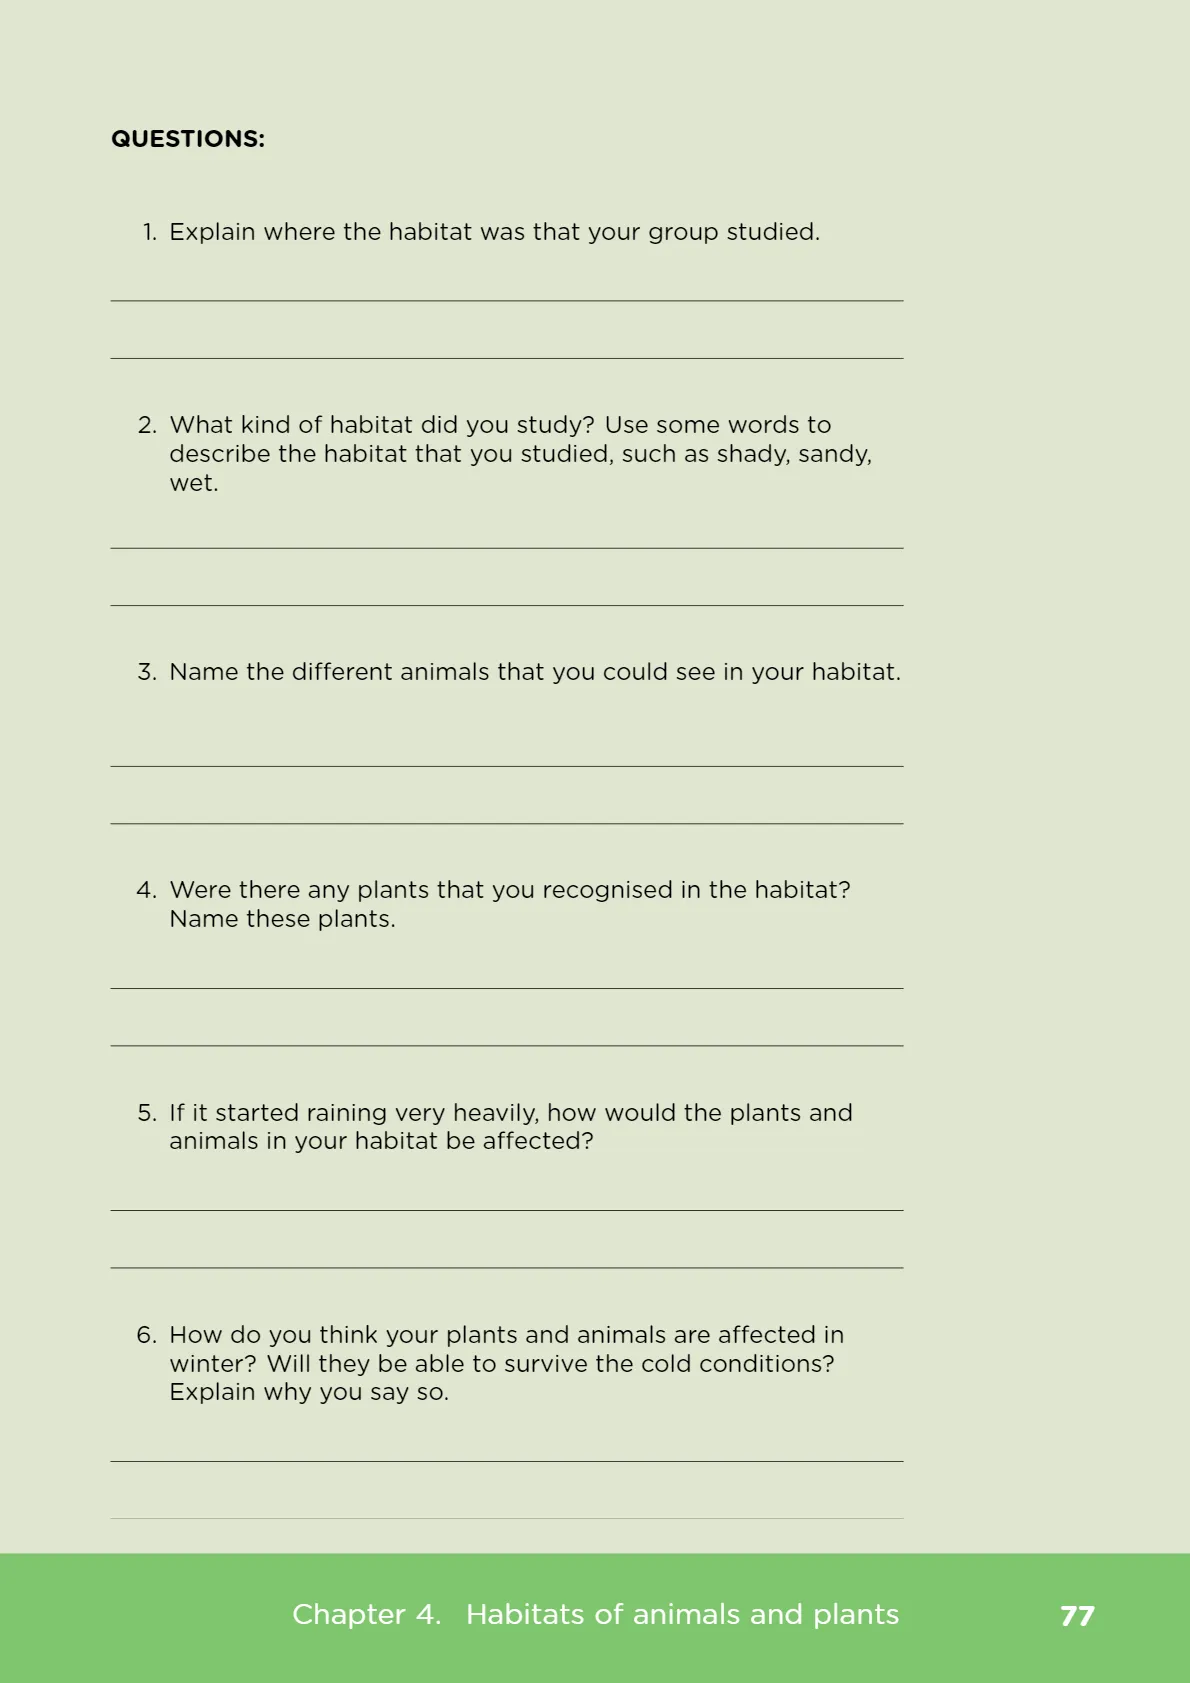 QUESTIONS:
1. Explain where the habitat was that your group studied.
2. What kind of habitat did you study? Use some words to
describe the habitat that you studied, such as shady, sandy,
wet.
3. Name the different animals that you could see in your habitat.
4. Were there any plants that you recognised in the habitat?
Name these plants.
5. If it started raining very heavily, how would the plants and
animals in your habitat be affected?
6. How do you think your plants and animals are affected in
winter? Will they be able to survive the cold conditions?
Explain why you say so.
Chapter 4. Habitats of animals and plants 77